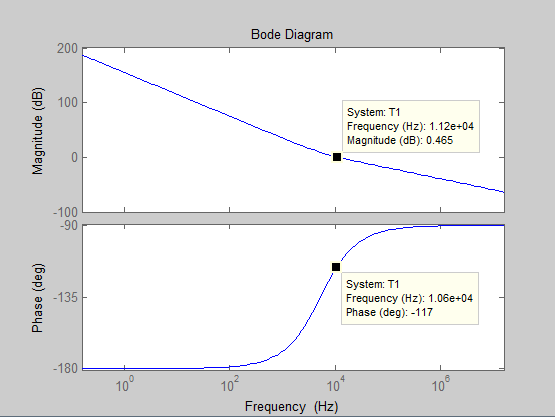 Bode Diagram
Magnitude (dB)
200
100
0
-100
System: T1
Frequency (Hz): 1.12e+04
Magnitude (dB): 0.465
Phase (deg)
-90
-135
-180
System: T1
Frequency (Hz): 1.06e+04
Phase (deg): -117
10^0
10^2
10^4
10^6
Frequency (Hz)